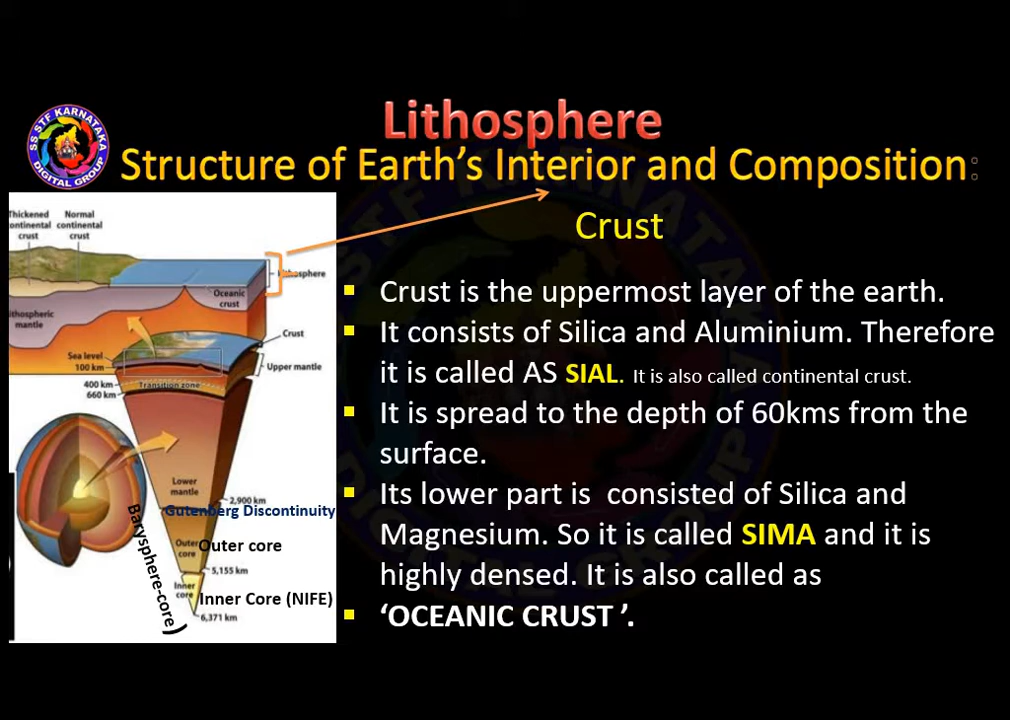 Lithosphere
SS STF KARNATAKA
DIGITAL GROUP
Structure of Earth's Interior and Composition:
Crust
Thickened Normal
continental continental
crust crust
lithosphere
Oceanic
crust
lithospheric
mantle
Crust
Sea level
100 km
Upper mantle
400 km
Transition zone
660 km
Lower
mantle
2,900 km
Gutenberg Discontinuity
Outer
core
Outer core
5,155 km
Inner
core
Inner Core (NIFE)
6,371 km
Barysphere-core)
Crust is the uppermost layer of the earth.
It consists of Silica and Aluminium. Therefore
it is called AS SIAL. It is also called continental crust.
It is spread to the depth of 60kms from the
surface.
Its lower part is consisted of Silica and
Magnesium. So it is called SIMA and it is
highly densed. It is also called as
‘OCEANIC CRUST ’.